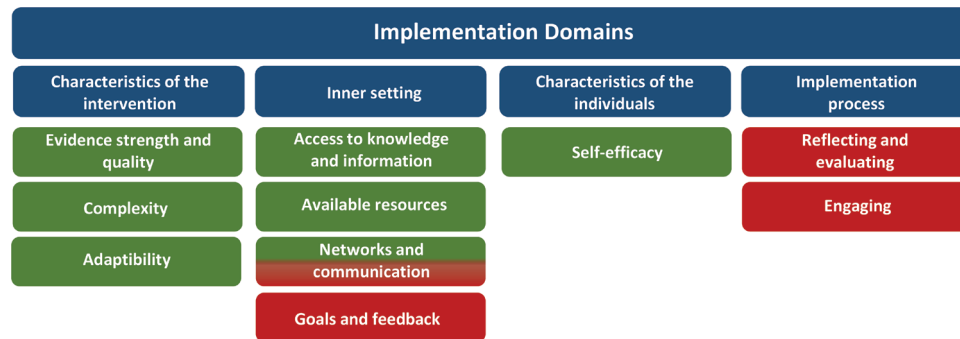 Implementation Domains
Characteristics of the
intervention
Inner setting
Characteristics of the
individuals
Implementation
process
Evidence strength and
quality
Access to knowledge
and information
Self-efficacy
Reflecting and
evaluating
Complexity
Available resources
Engaging
Adaptibility
Networks and
communication
Goals and feedback